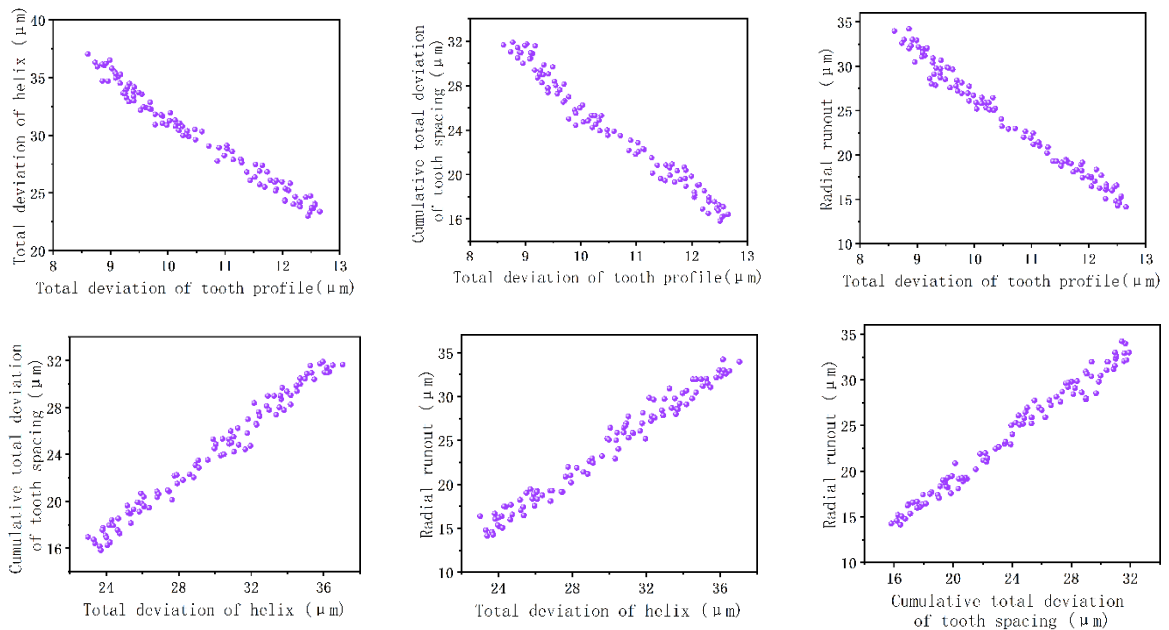 40
35
30
25
20
8 9 10 11 12 13
Total deviation of helix (μm)
Total deviation of tooth profile(μm)
32
28
24
20
16
8 9 10 11 12 13
Cumulative total deviation
of tooth spacing (μm)
Total deviation of tooth profile(μm)
35
30
25
20
15
10
8 9 10 11 12 13
Radial runout (μm)
Total deviation of tooth profile(μm)
32
28
24
20
16
24 28 32 36
Cumulative total deviation
of tooth spacing (μm)
Total deviation of helix (μm)
35
30
25
20
15
10
24 28 32 36
Radial runout (μm)
Total deviation of helix (μm)
35
30
25
20
15
10
16 20 24 28 32
Radial runout (μm)
Cumulative total deviation
of tooth spacing (μm)